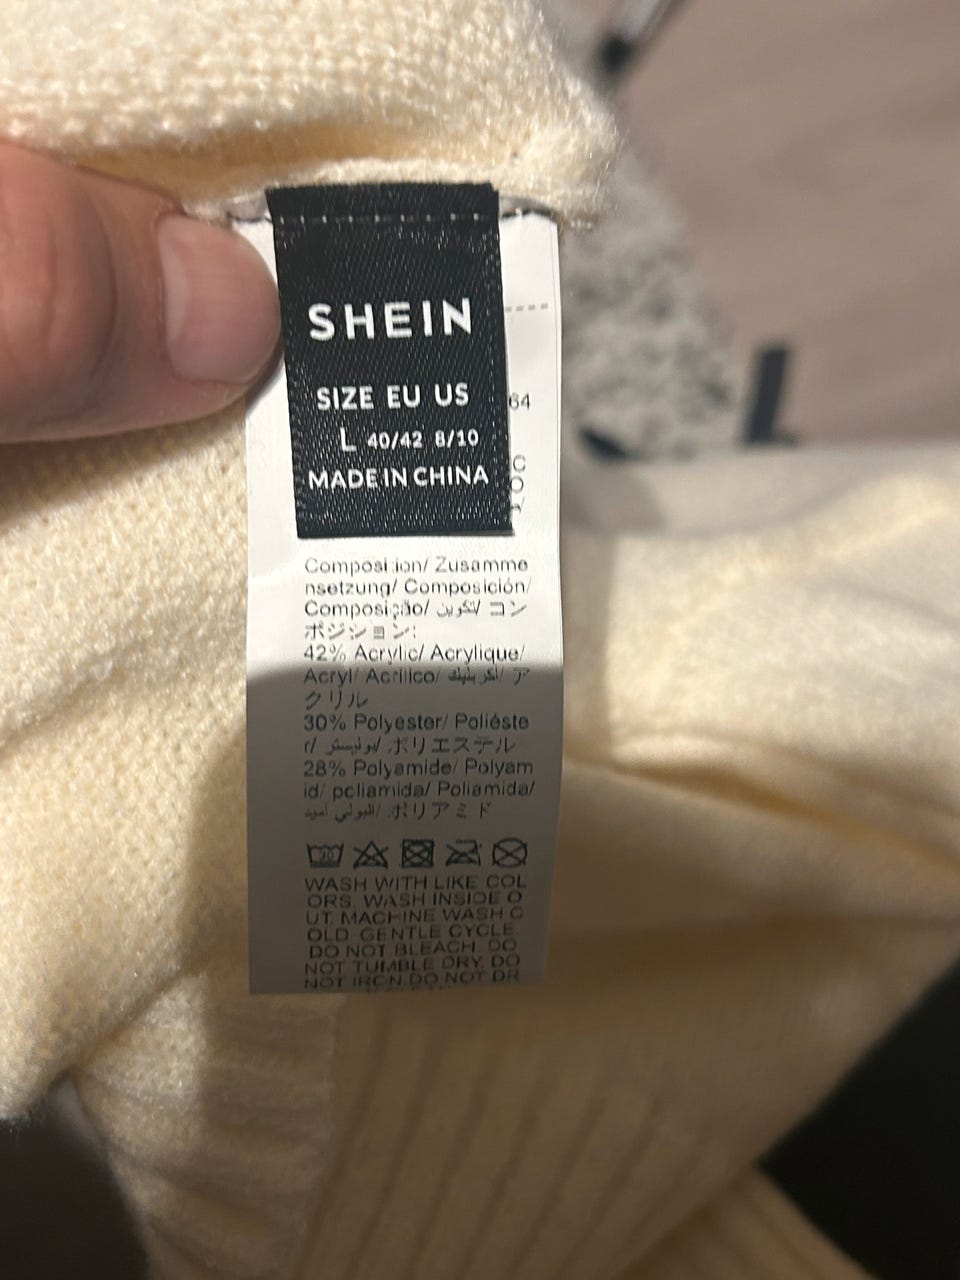 SHEIN
SIZE EU US
L 40/42 8/10
MADE IN CHINA
64
Composition/ Zusamme
nsetzung/ Composición/
Composição/ تكوين/ コン
ポジション:
42% Acrylic/ Acrylique/
Acryl/ Acrílico/ أكريليك/ ア
クリル
30% Polyester/ Poliéste
r/ بوليستر/ ポリエステル
28% Polyamide/ Polyam
id/ poliamida/ Poliamida/
البولي أميد/ ポリアミド
30
WASH WITH LIKE COL
ORS. WASH INSIDE O
UT. MACHINE WASH C
OLD. GENTLE CYCLE.
DO NOT BLEACH. DO
NOT TUMBLE DRY. DO
NOT IRON DO NOT DR